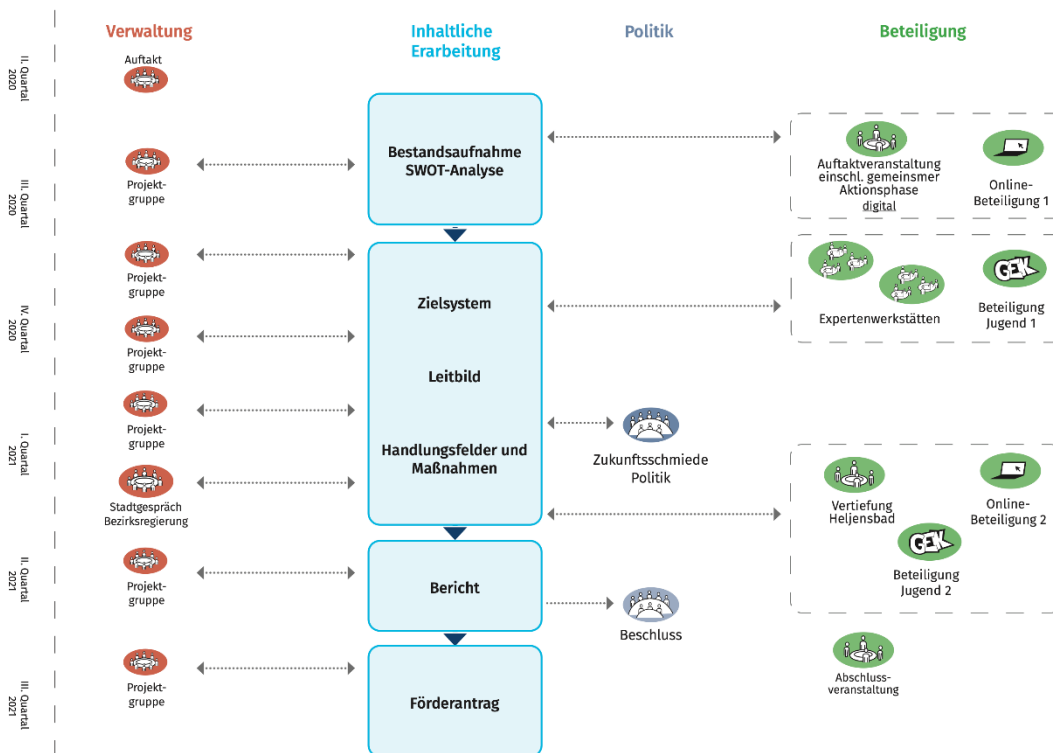 Verwaltung
Inhaltliche
Erarbeitung
Politik
Beteiligung
II. Quartal
2020
III. Quartal
2020
IV. Quartal
2020
I. Quartal
2021
II. Quartal
2021
III. Quartal
2021
Auftakt
Projekt-
gruppe
Projekt-
gruppe
Projekt-
gruppe
Projekt-
gruppe
Stadtgespräch
Bezirksregierung
Projekt-
gruppe
Projekt-
gruppe
Bestandsaufnahme
SWOT-Analyse
Zielsystem
Leitbild
Handlungsfelder und
Maßnahmen
Bericht
Förderantrag
Zukunftsschmiede
Politik
Beschluss
Auftaktveranstaltung
einschl. gemeinsmer
Aktionsphase
digital
Online-
Beteiligung 1
Expertenwerkstätten
GEK
Beteiligung
Jugend 1
Vertiefung
Heljensbad
Online-
Beteiligung 2
GEK
Beteiligung
Jugend 2
Abschluss-
veranstaltung